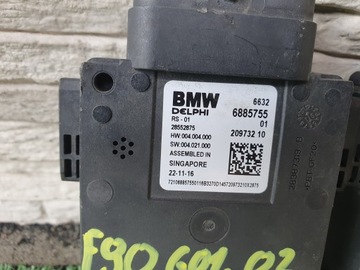 BMW 6632
DELPHI 6885755
RS - 01 01
28552875 209732 10
HW:004.004.000
SW:004.021.000
ASSEMBLED IN
SINGAPORE
22-11-16
F90 G01 02